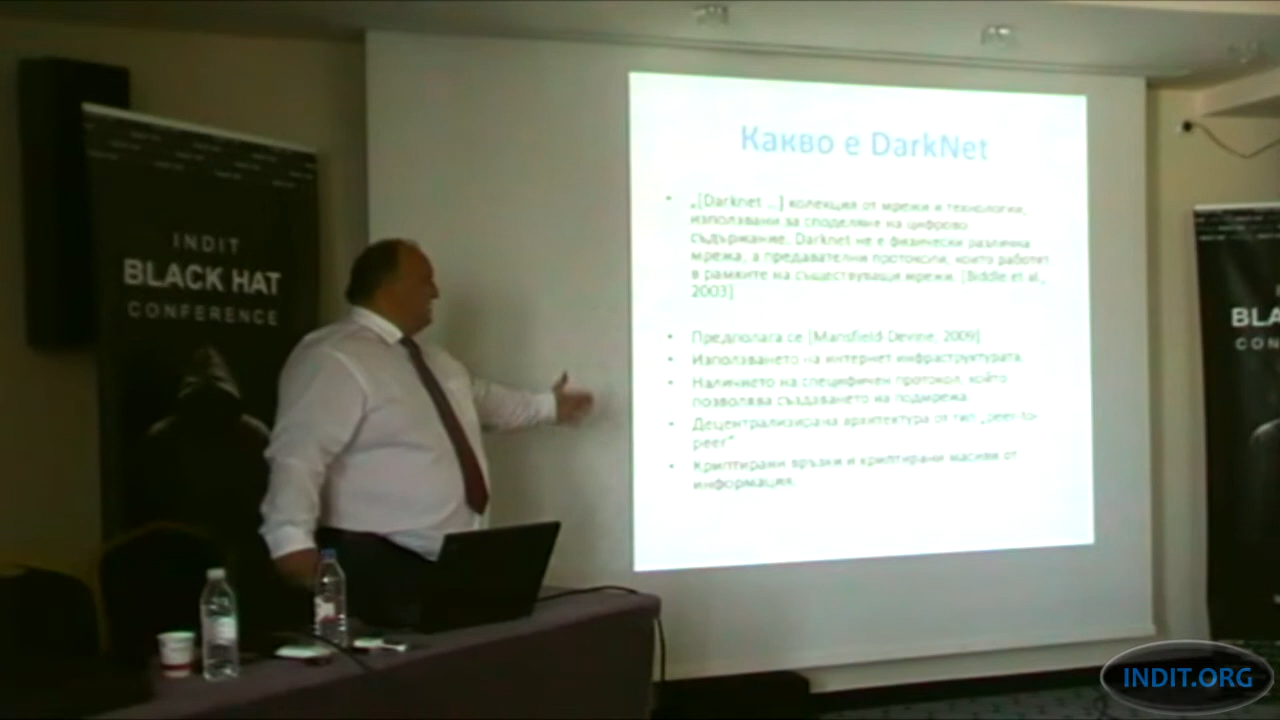 INDIT
BLACK HAT
CONFERENCE
Какво е DarkNet
„[Darknet ...] колекция от мрежи и технологии,
използвани за споделяне на цифрово
съдържание. Darknet не е физически различна
мрежа, а предавателни протоколи, които работят
в рамките на съществуващи мрежи. [Biddle et al.,
2003]
Предполага се [Mansfield-Devine, 2009]
Използването на интернет инфраструктурата
Наличието на специфичен протокол, който
позволява създаването на подмрежа
Децентрализирана архитектура от тип „peer-to-
peer"
Криптирани връзки и криптирани масиви от
информация.
BLA
CON
INDIT.ORG